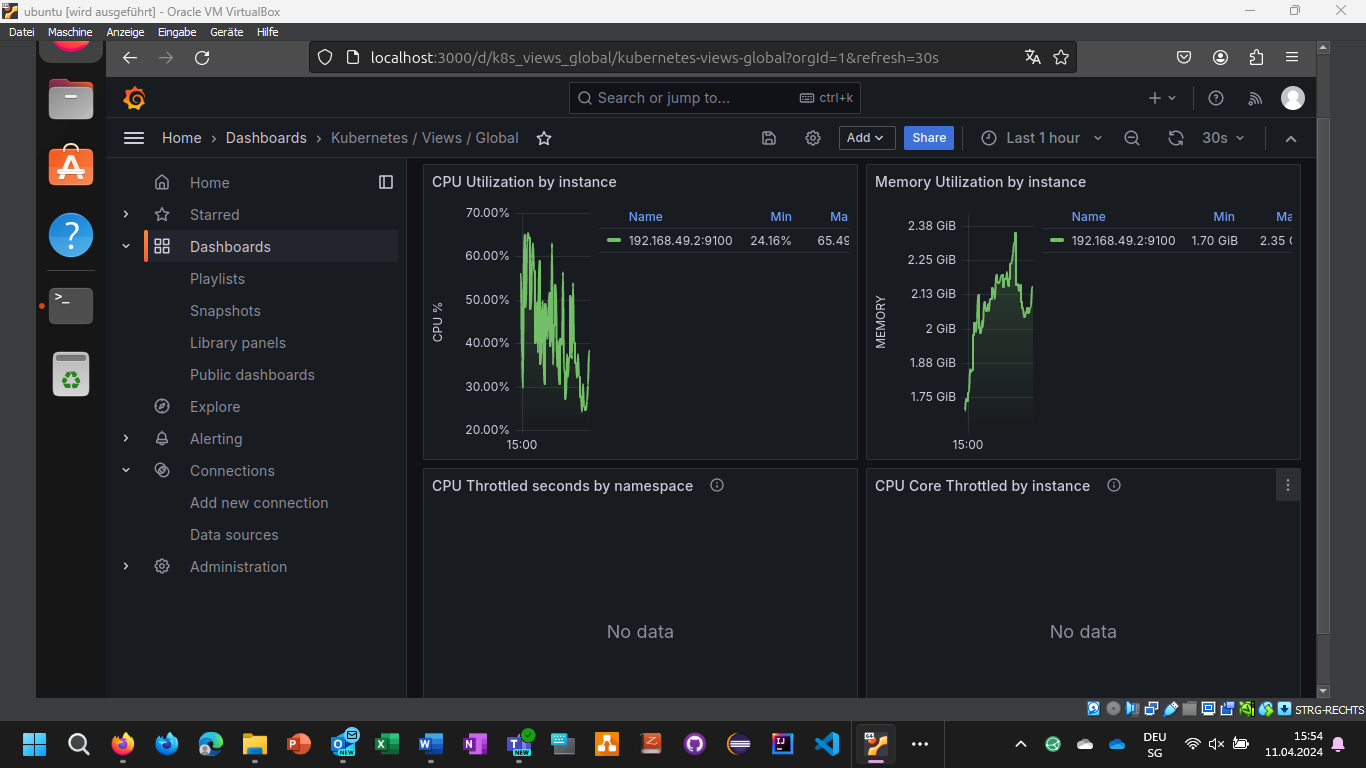 ubuntu [wird ausgeführt] - Oracle VM VirtualBox
Datei Maschine Anzeige Eingabe Geräte Hilfe
localhost:3000/d/k8s_views_global/kubernetes-views-global?orgId=1&refresh=30s
Search or jump to... ctrl+k
Home › Dashboards › Kubernetes / Views / Global
Add
Share
Last 1 hour
30s
Home
Starred
Dashboards
Playlists
Snapshots
Library panels
Public dashboards
Explore
Alerting
Connections
Add new connection
Data sources
Administration
CPU Utilization by instance
CPU %
70.00%
60.00%
50.00%
40.00%
30.00%
20.00%
15:00
Name Min Ma
192.168.49.2:9100 24.16% 65.49
Memory Utilization by instance
MEMORY
2.38 GiB
2.25 GiB
2.13 GiB
2 GiB
1.88 GiB
1.75 GiB
15:00
Name Min Ma
192.168.49.2:9100 1.70 GiB 2.35
CPU Throttled seconds by namespace
No data
CPU Core Throttled by instance
No data
STRG-RECHTS
DEU
SG
15:54
11.04.2024